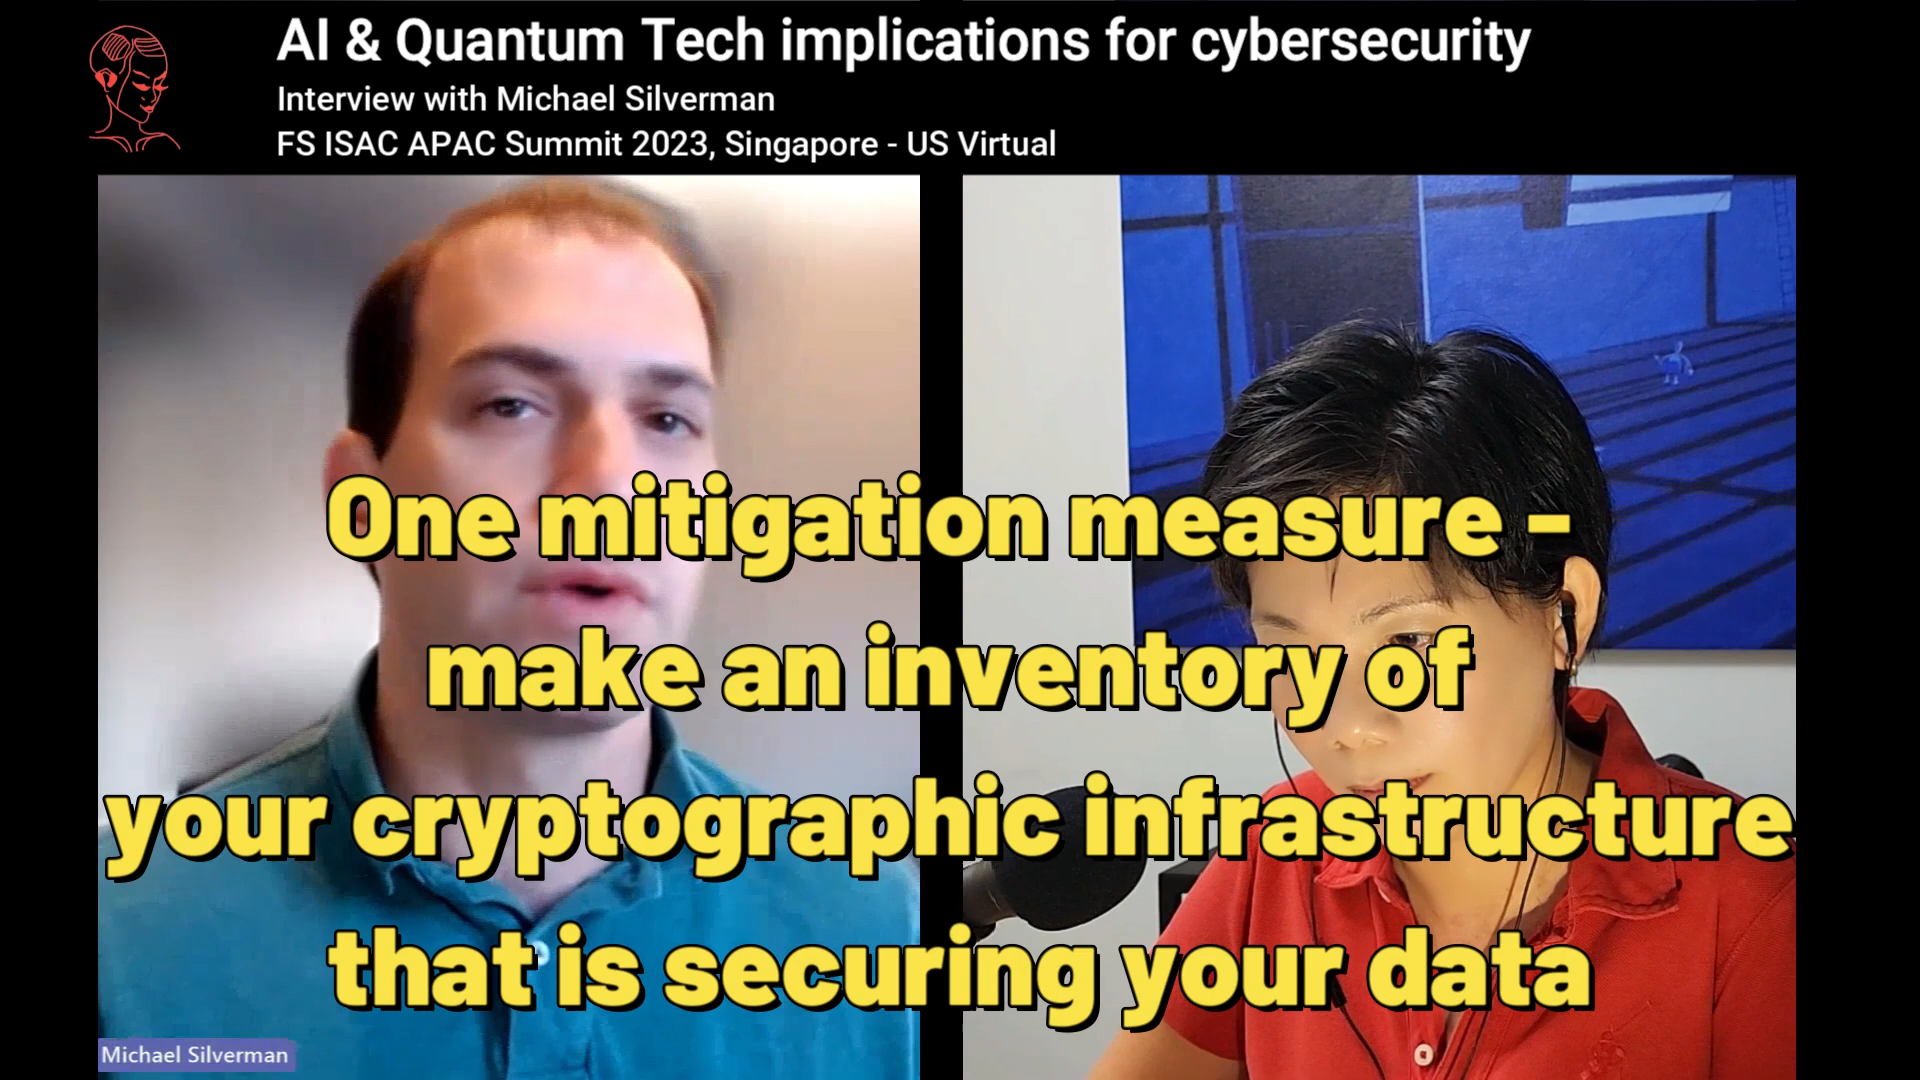 AI & Quantum Tech implications for cybersecurity
Interview with Michael Silverman
FS ISAC APAC Summit 2023, Singapore - US Virtual
One mitigation measure -
make an inventory of
your cryptographic infrastructure
that is securing your data
Michael Silverman